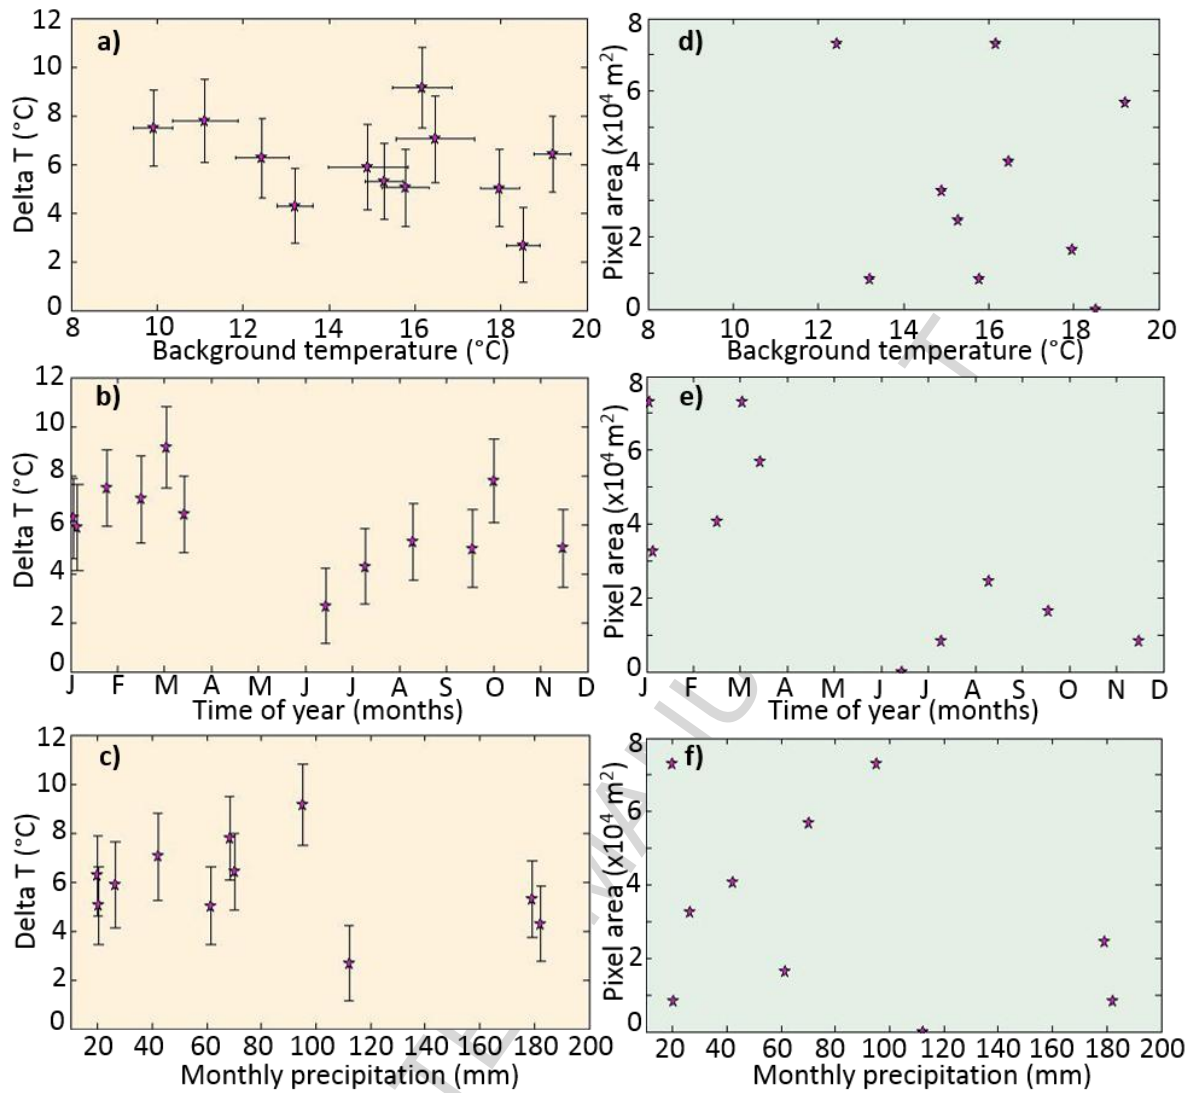 a)
12
10
8
6
4
2
0
Delta T (°C)
8 10 12 14 16 18 20
Background temperature (°C)
d)
8
6
4
2
0
Pixel area (x10⁴ m²)
8 10 12 14 16 18 20
Background temperature (°C)
b)
12
10
8
6
4
2
0
Delta T (°C)
J F M A M J J A S O N D
Time of year (months)
e)
8
6
4
2
0
Pixel area (x10⁴ m²)
J F M A M J J A S O N D
Time of year (months)
c)
12
10
8
6
4
2
0
Delta T (°C)
20 40 60 80 100 120 140 160 180 200
Monthly precipitation (mm)
f)
8
6
4
2
0
Pixel area (x10⁴ m²)
20 40 60 80 100 120 140 160 180 200
Monthly precipitation (mm)